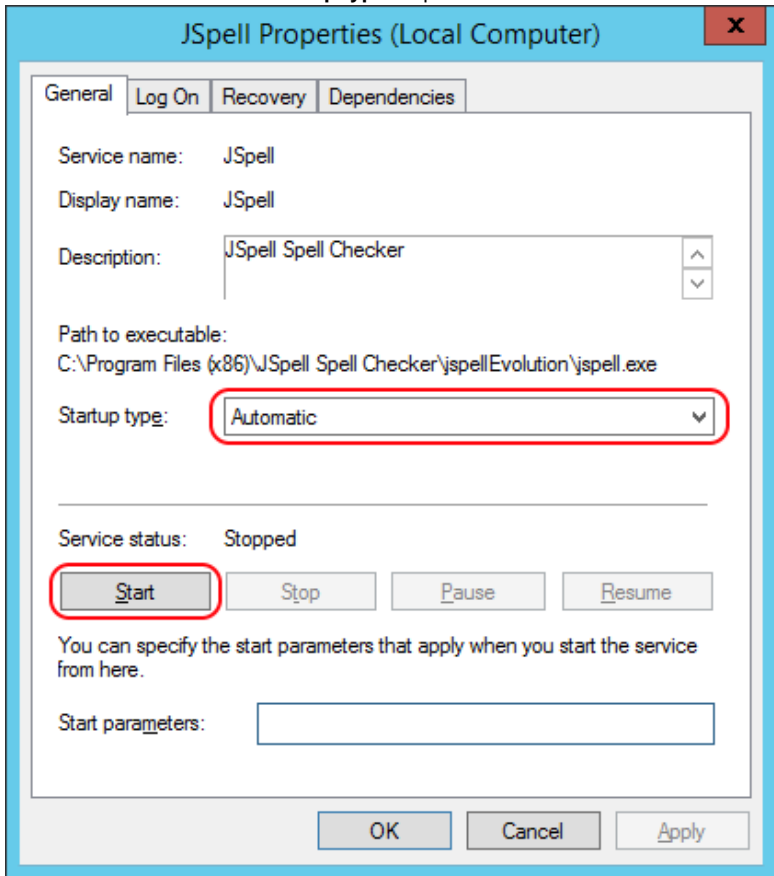 JSpell Properties (Local Computer)
x
General Log On Recovery Dependencies
Service name: JSpell
Display name: JSpell
Description: JSpell Spell Checker
Path to executable:
C:\Program Files (x86)\JSpell Spell Checker\jspellEvolution\jspell.exe
Startup type: Automatic
Service status: Stopped
Start Stop Pause Resume
You can specify the start parameters that apply when you start the service
from here.
Start parameters:
OK Cancel Apply